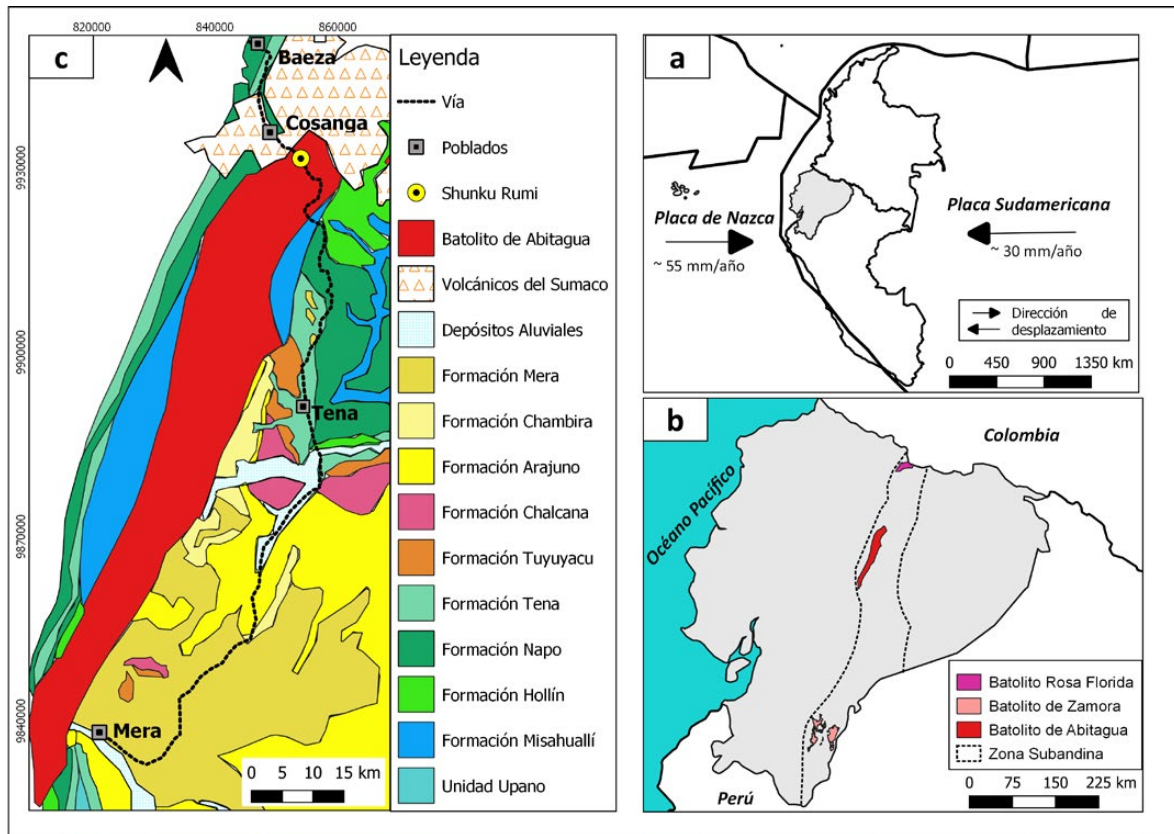 820000
840000
860000
c
Baeza
Cosanga
9930000
9900000
Tena
9870000
9840000
Mera
0 5 10 15 km
Leyenda
Vía
Poblados
Shunku Rumi
Batolito de Abitagua
Volcánicos del Sumaco
Depósitos Aluviales
Formación Mera
Formación Chambira
Formación Arajuno
Formación Chalcana
Formación Tuyuyacu
Formación Tena
Formación Napo
Formación Hollín
Formación Misahuallí
Unidad Upano
a
Placa de Nazca
~ 55 mm/año
Placa Sudamericana
~ 30 mm/año
Dirección de
desplazamiento
0 450 900 1350 km
b
Colombia
Océano Pacífico
Perú
Batolito Rosa Florida
Batolito de Zamora
Batolito de Abitagua
Zona Subandina
0 75 150 225 km